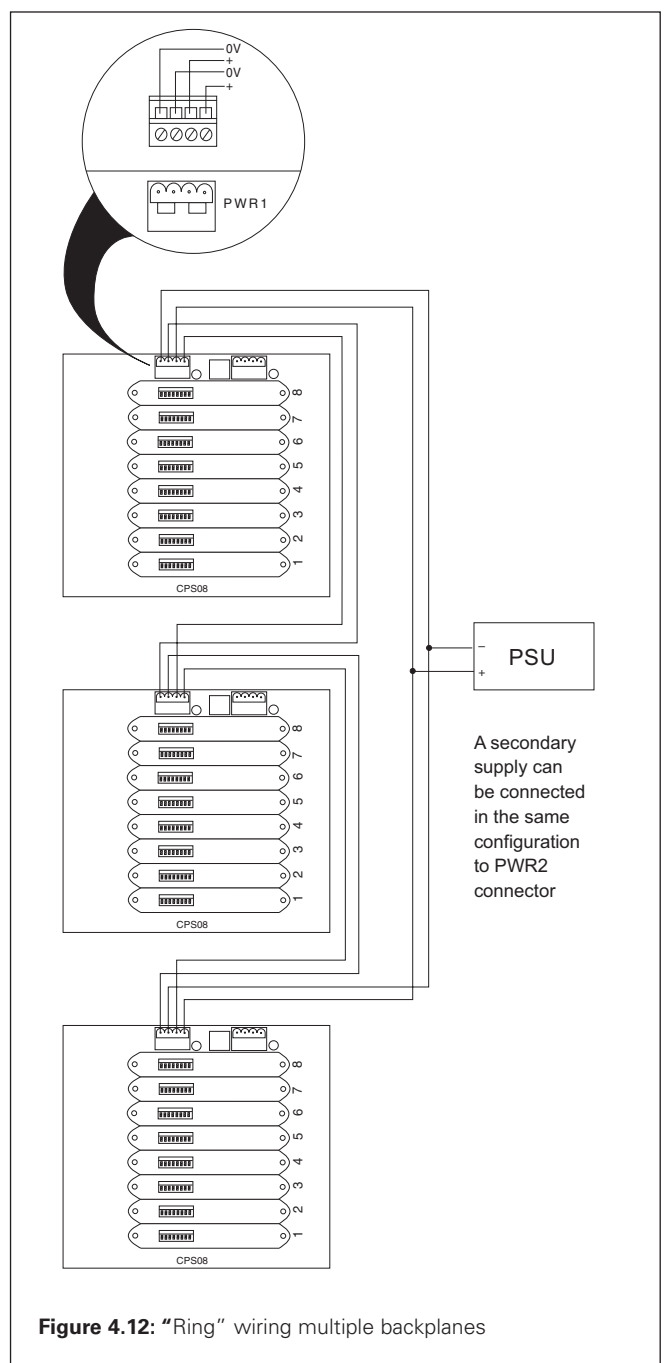 0V
+
0V
+
PWR1
8
7
6
5
4
3
2
1
CPS08
–
+
PSU
A secondary
supply can
be connected
in the same
configuration
to PWR2
connector
8
7
6
5
4
3
2
1
CPS08
8
7
6
5
4
3
2
1
CPS08
Figure 4.12: "Ring" wiring multiple backplanes